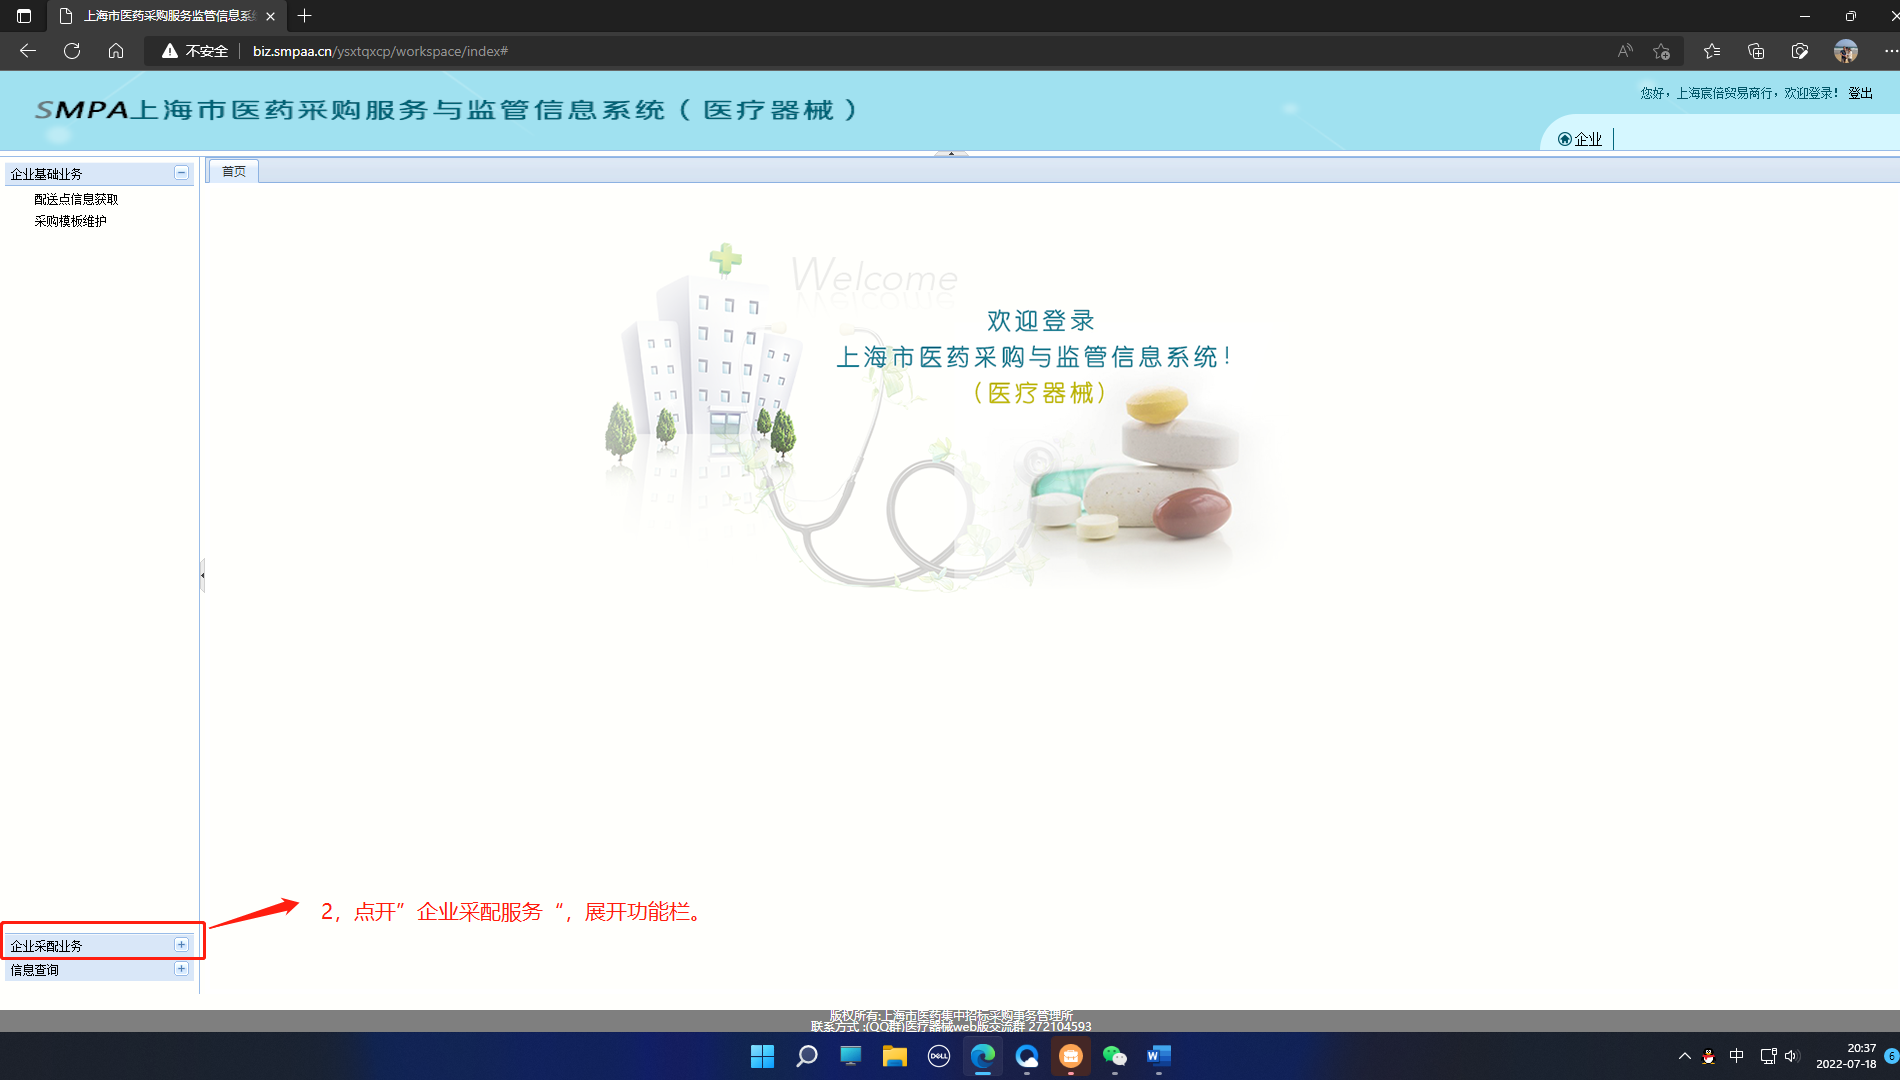 上海市医药采购服务监管信息系
不安全
biz.smpaa.cn/ysxtqxcp/workspace/index#
SMPA上海市医药采购服务与监管信息系统（医疗器械）
您好，上海宸倍贸易商行，欢迎登录！ 登出
企业
企业基础业务
首页
配送点信息获取
采购模板维护
Welcome
欢迎登录
上海市医药采购与监管信息系统！
（医疗器械）
2，点开”企业采配服务“，展开功能栏。
企业采配业务
信息查询
版权所有:上海市医药集中招标采购事务管理所
联系方式:(QQ群)医疗器械web版交流群 272104593
DELL
W
中
20:37
2022-07-18
6